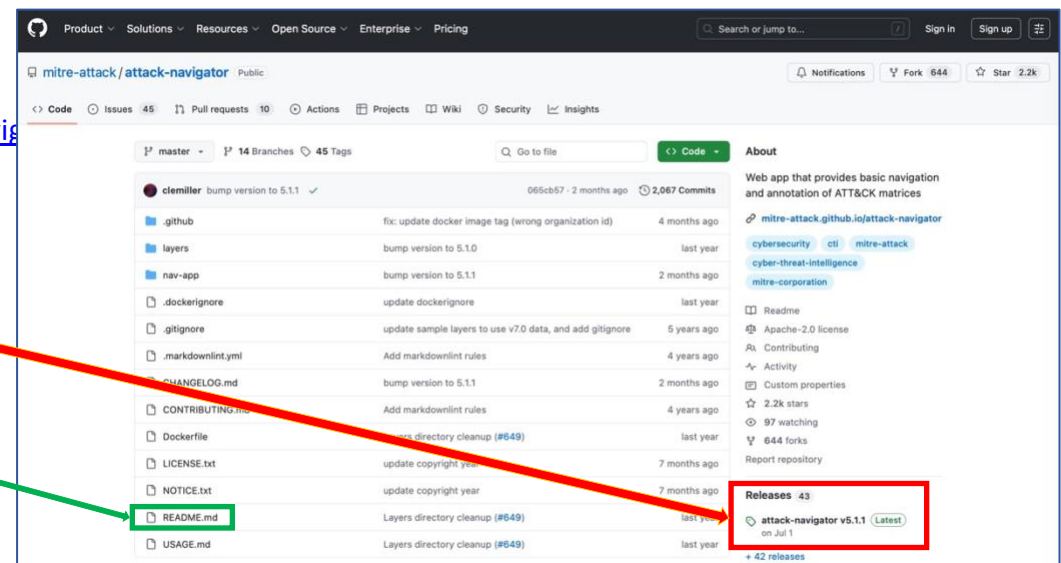 Product Solutions Resources Open Source Enterprise Pricing Search or jump to... / Sign in Sign up
mitre-attack / attack-navigator Public Notifications Fork 644 Star 2.2k
Code Issues 45 Pull requests 10 Actions Projects Wiki Security Insights
master 14 Branches 45 Tags Go to file Code
clemiller bump version to 5.1.1 065cb57 · 2 months ago 2,067 Commits
.github fix: update docker image tag (wrong organization id) 4 months ago
layers bump version to 5.1.0 last year
nav-app bump version to 5.1.1 2 months ago
.dockerignore update dockerignore last year
.gitignore update sample layers to use v7.0 data, and add gitignore 5 years ago
.markdownlint.yml Add markdownlint rules 4 years ago
CHANGELOG.md bump version to 5.1.1 2 months ago
CONTRIBUTING.md Add markdownlint rules 4 years ago
Dockerfile Layers directory cleanup (#649) last year
LICENSE.txt update copyright year 7 months ago
NOTICE.txt update copyright year 7 months ago
README.md Layers directory cleanup (#649) last year
USAGE.md Layers directory cleanup (#649) last year
About
Web app that provides basic navigation
and annotation of ATT&CK matrices
mitre-attack.github.io/attack-navigator
cybersecurity cti mitre-attack
cyber-threat-intelligence
mitre-corporation
Readme
Apache-2.0 license
Contributing
Activity
Custom properties
2.2k stars
97 watching
644 forks
Report repository
Releases 43
attack-navigator v5.1.1 Latest
on Jul 1
+ 42 releases